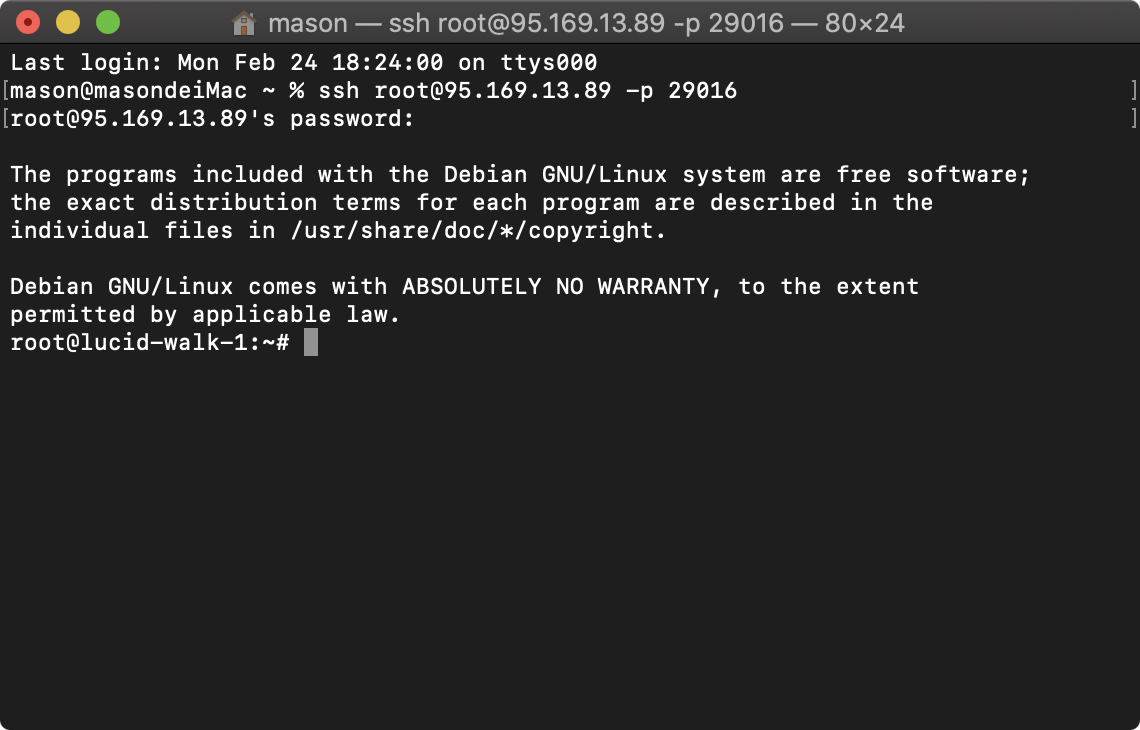 mason — ssh root@95.169.13.89 -p 29016 — 80×24
Last login: Mon Feb 24 18:24:00 on ttys000
[mason@masondeiMac ~ % ssh root@95.169.13.89 -p 29016 ]
[root@95.169.13.89's password: ]
The programs included with the Debian GNU/Linux system are free software;
the exact distribution terms for each program are described in the
individual files in /usr/share/doc/*/copyright.
Debian GNU/Linux comes with ABSOLUTELY NO WARRANTY, to the extent
permitted by applicable law.
root@lucid-walk-1:~#